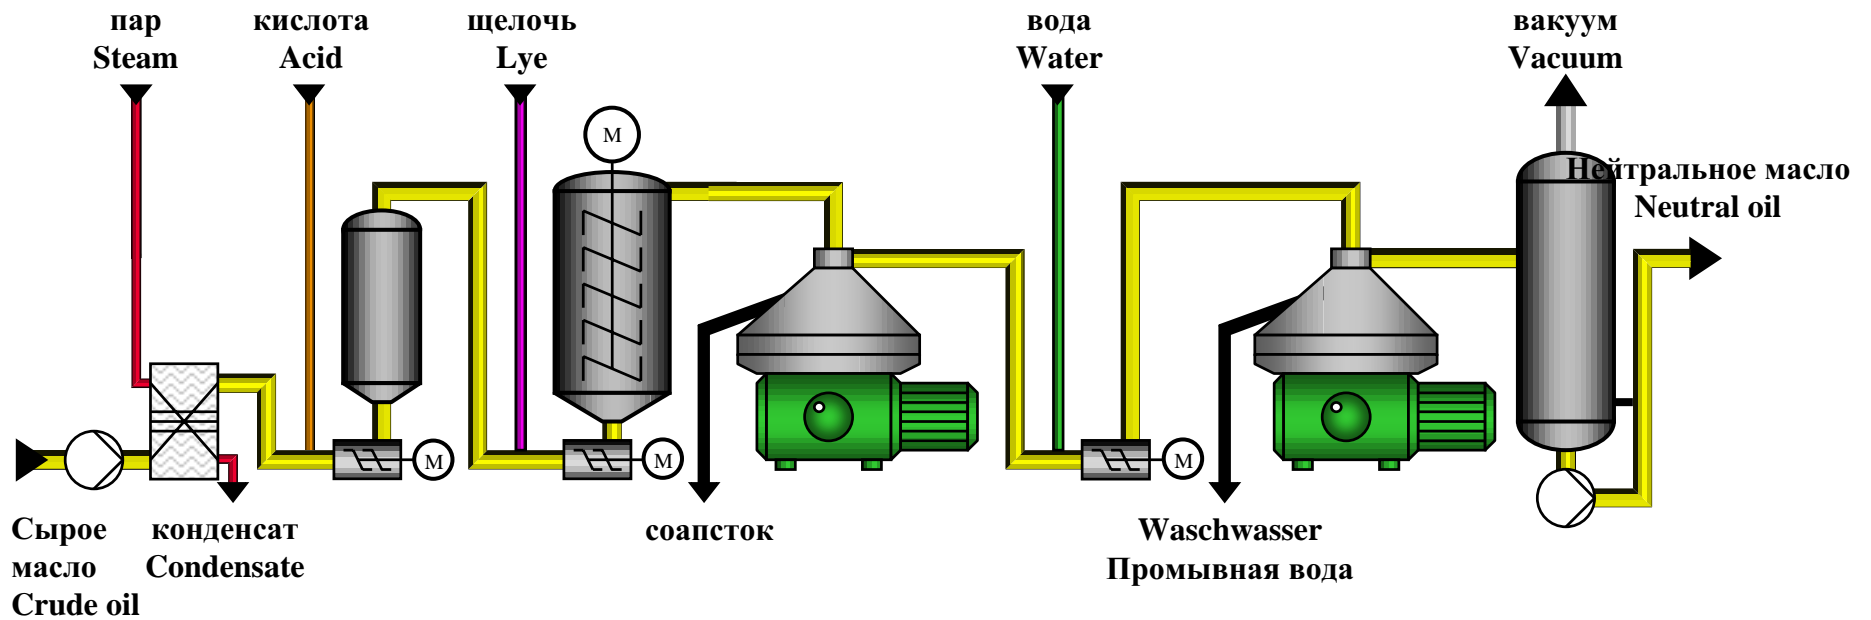 пар
Steam
кислота
Acid
щелочь
Lye
вода
Water
вакуум
Vacuum
M
Нейтральное масло
Neutral oil
M
M
M
Сырое
масло
Crude oil
конденсат
Condensate
соапсток
Waschwasser
Промывная вода